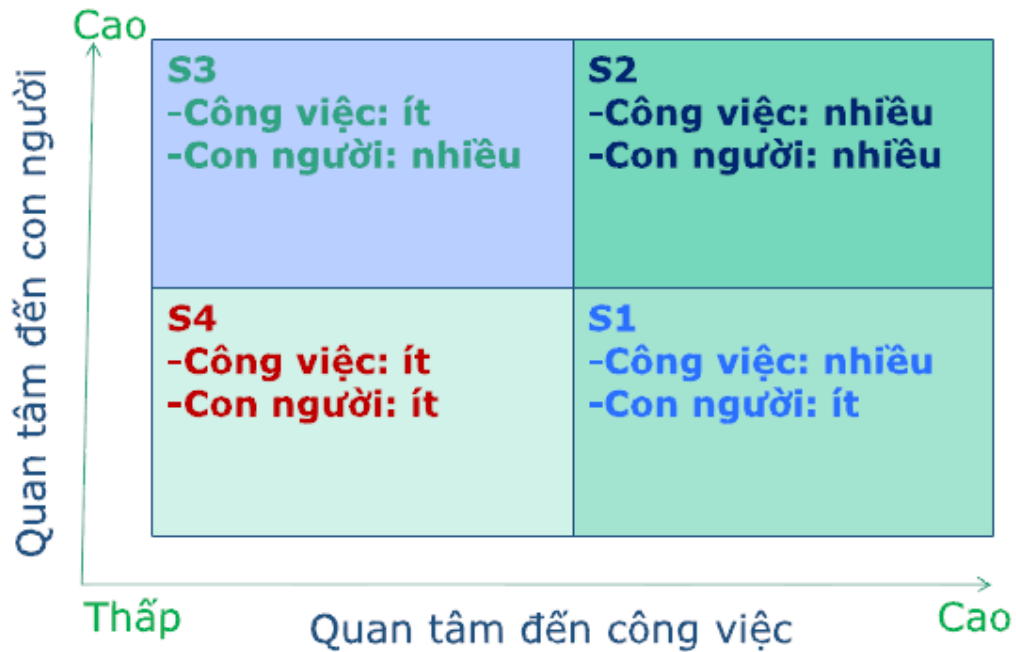 Cao
Quan tâm đến con người
S3
-Công việc: ít
-Con người: nhiều
S2
-Công việc: nhiều
-Con người: nhiều
S4
-Công việc: ít
-Con người: ít
S1
-Công việc: nhiều
-Con người: ít
Thấp
Quan tâm đến công việc
Cao